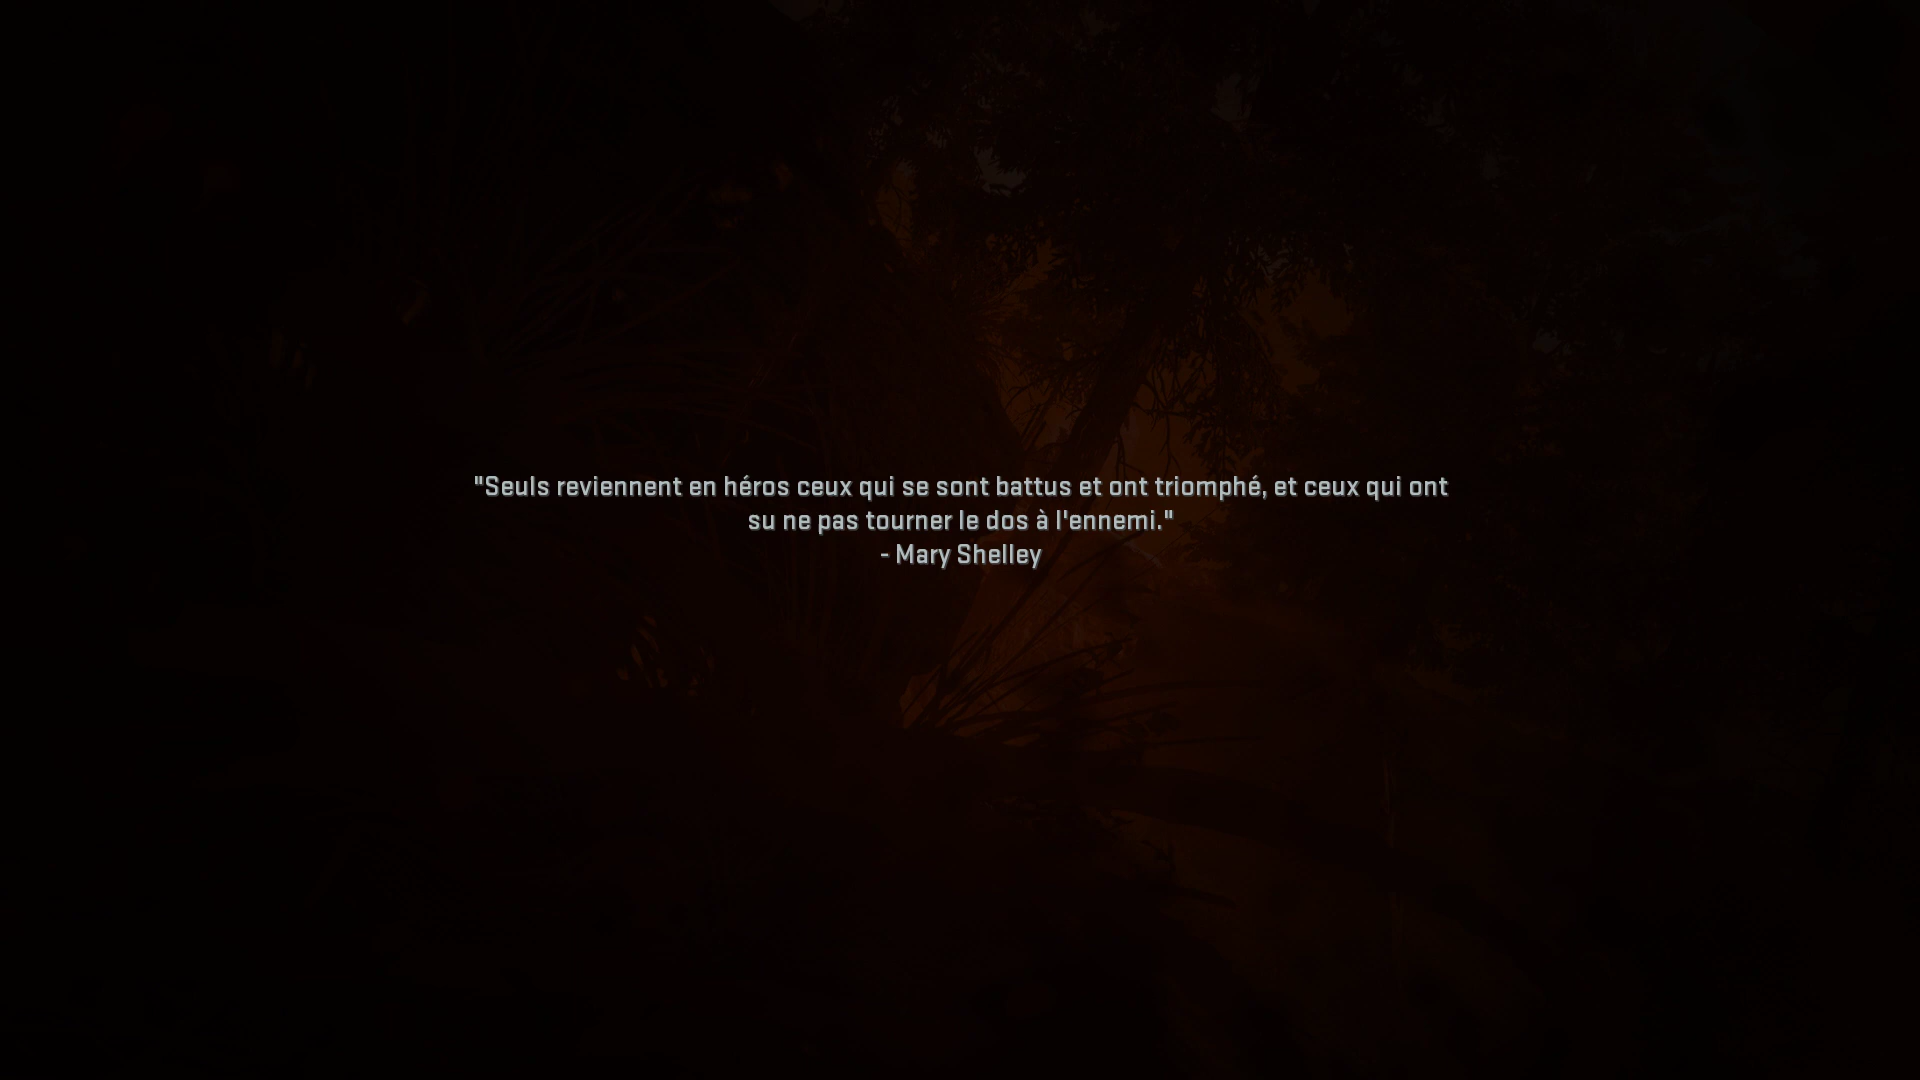 "Seuls reviennent en héros ceux qui se sont battus et ont triomphé, et ceux qui ont
su ne pas tourner le dos à l'ennemi."
- Mary Shelley